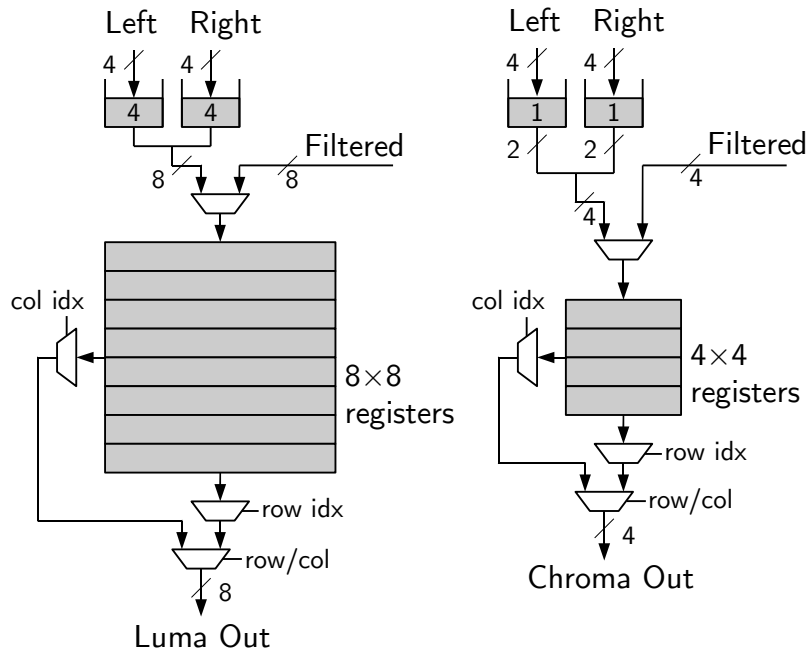 Left Right
4 4
4 4
8 Filtered
8
col idx
8×8
registers
row idx
row/col
8
Luma Out
Left Right
4 4
1 1
2 2
Filtered
4
4
col idx
4×4
registers
row idx
row/col
4
Chroma Out